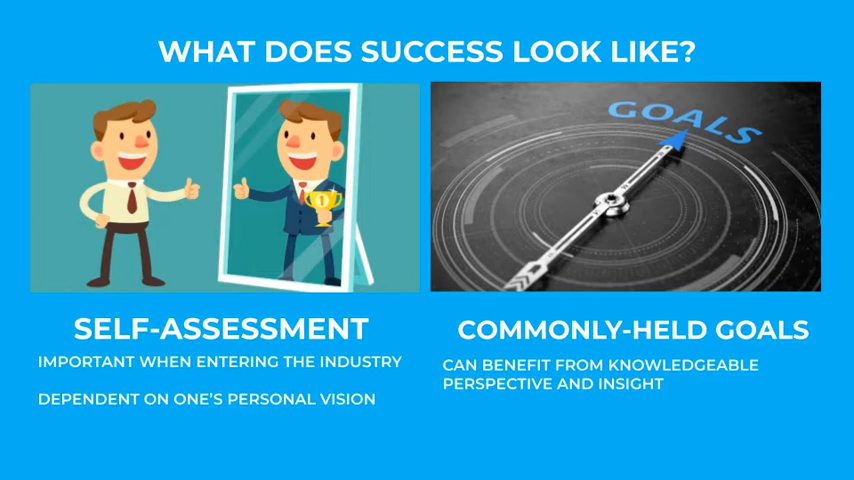 WHAT DOES SUCCESS LOOK LIKE?
GOALS
1
SELF-ASSESSMENT
IMPORTANT WHEN ENTERING THE INDUSTRY
DEPENDENT ON ONE'S PERSONAL VISION
COMMONLY-HELD GOALS
CAN BENEFIT FROM KNOWLEDGEABLE
PERSPECTIVE AND INSIGHT